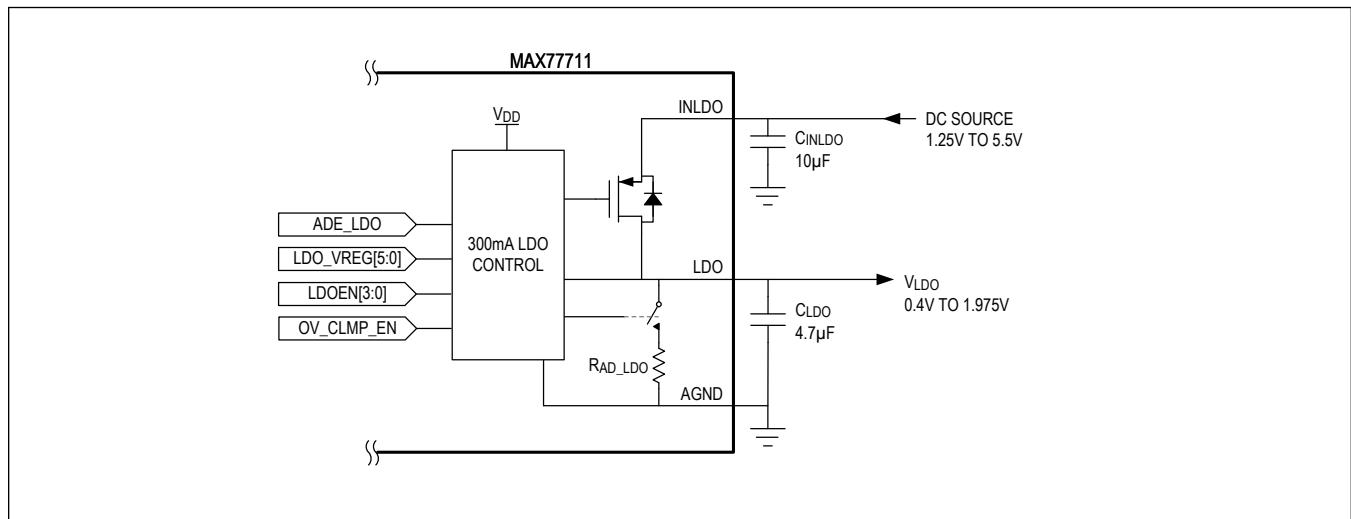 MAX77711
INLDO
DC SOURCE
1.25V TO 5.5V
VDD
CINLDO
10µF
ADE_LDO
LDO_VREG[5:0]
LDOEN[3:0]
OV_CLMP_EN
300mA LDO
CONTROL
LDO
VLDO
0.4V TO 1.975V
CLDO
4.7µF
RAD_LDO
AGND